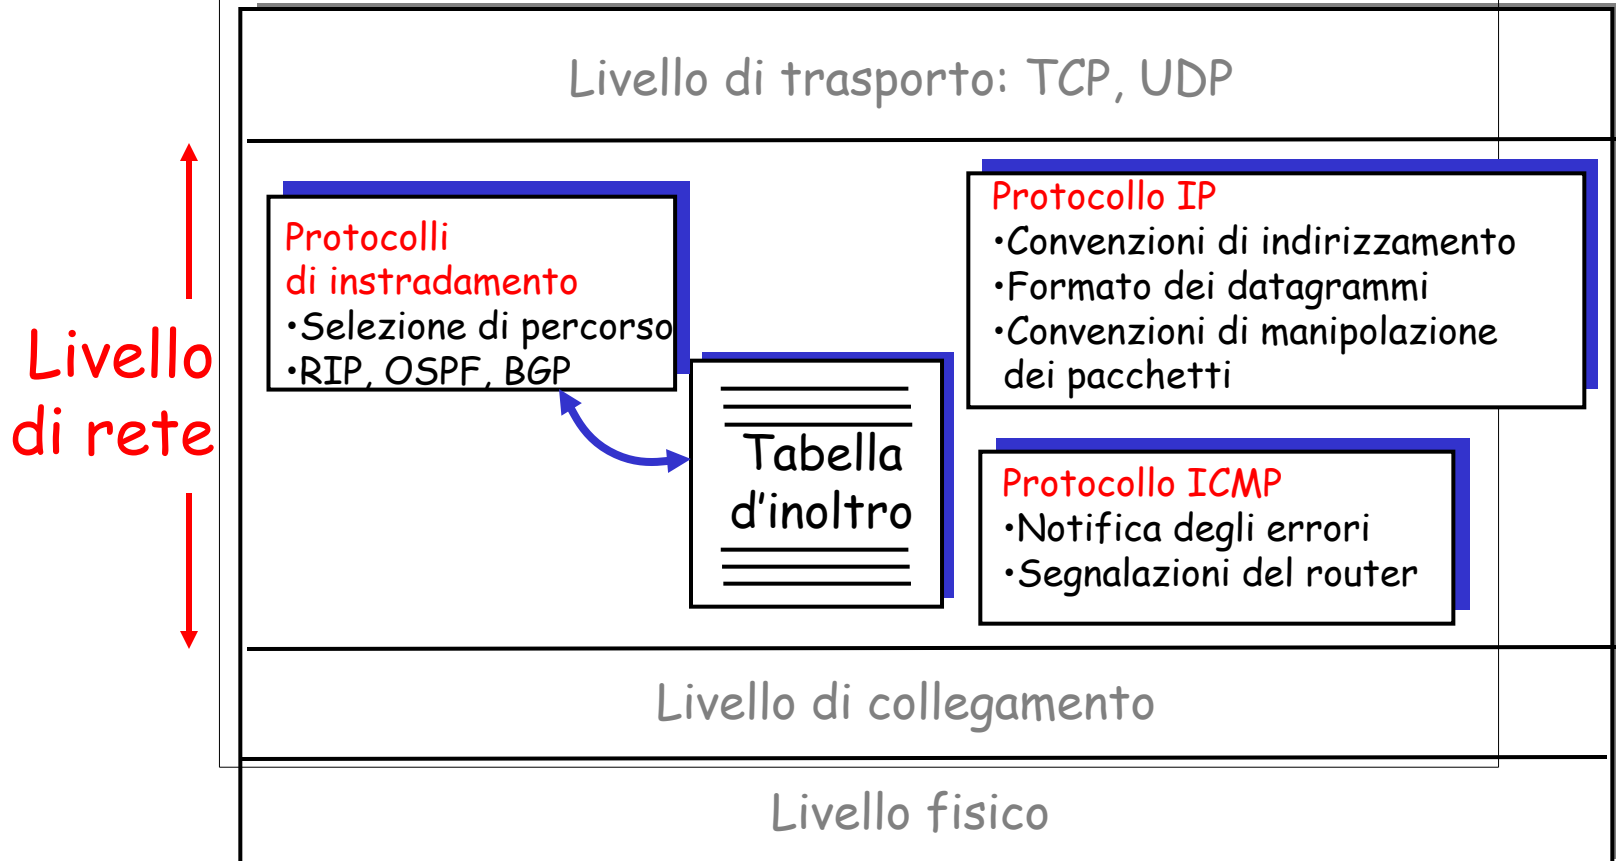 Livello di trasporto: TCP, UDP
Livello
di rete
Protocolli
di instradamento
•Selezione di percorso
•RIP, OSPF, BGP
Tabella
d’inoltro
Protocollo IP
•Convenzioni di indirizzamento
•Formato dei datagrammi
•Convenzioni di manipolazione
dei pacchetti
Protocollo ICMP
•Notifica degli errori
•Segnalazioni del router
Livello di collegamento
Livello fisico